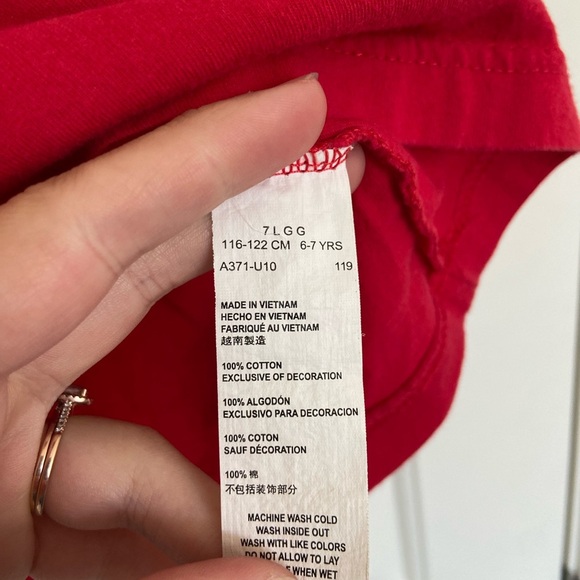 7 L G G
116-122 CM 6-7 YRS
A371-U10 119
MADE IN VIETNAM
HECHO EN VIETNAM
FABRIQUÉ AU VIETNAM
越南製造
100% COTTON
EXCLUSIVE OF DECORATION
100% ALGODÓN
EXCLUSIVO PARA DECORACION
100% COTON
SAUF DÉCORATION
100% 棉
不包括装饰部分
MACHINE WASH COLD
WASH INSIDE OUT
WASH WITH LIKE COLORS
DO NOT ALLOW TO LAY
WHEN WET